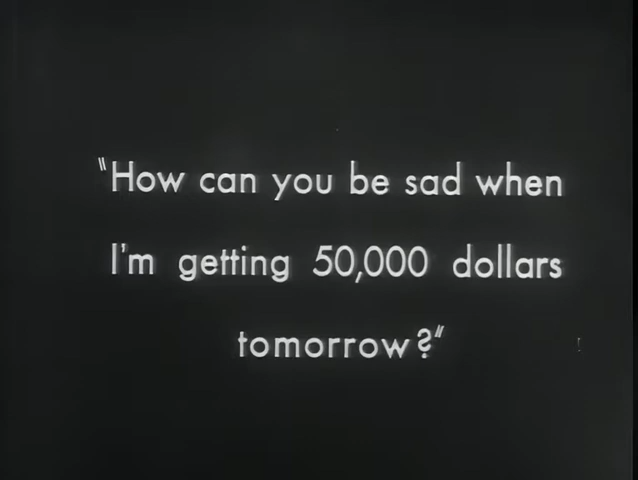 "How can you be sad when
I'm getting 50,000 dollars
tomorrow?"